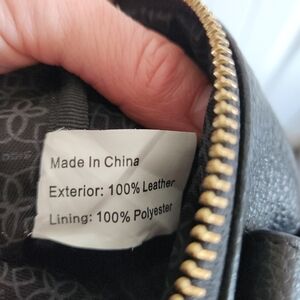 Made In China
Exterior: 100% Leather
Lining: 100% Polyester